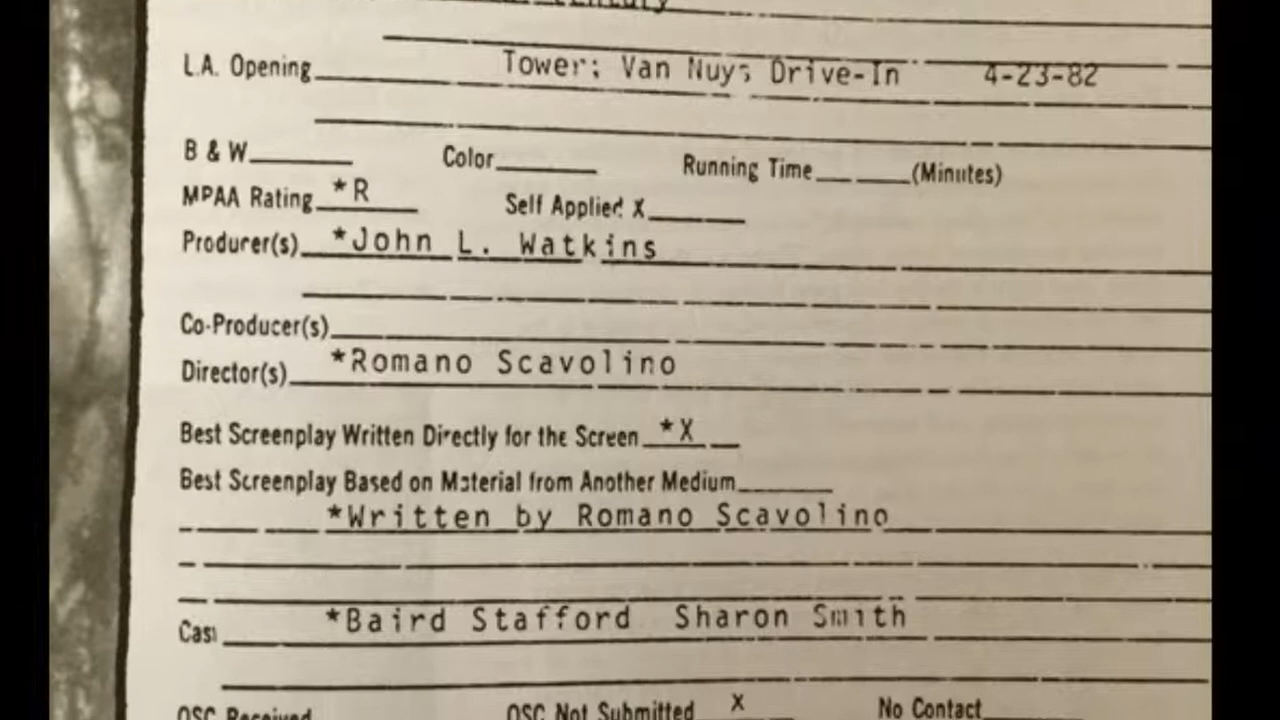 L.A. Opening Tower; Van Nuys Drive-In 4-23-82
B & W Color Running Time (Minutes)
MPAA Rating *R Self Applied X
Producer(s) *John L. Watkins
Co-Producer(s)
Director(s) *Romano Scavolino
Best Screenplay Written Directly for the Screen *X
Best Screenplay Based on Material from Another Medium
*Written by Romano Scavolino
Cast *Baird Stafford Sharon Smith
OSC Received OSC Not Submitted X No Contact